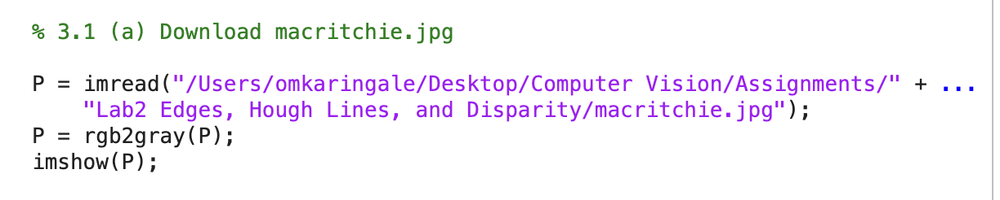 % 3.1 (a) Download macritchie.jpg
P = imread("/Users/omkaringale/Desktop/Computer Vision/Assignments/" + ...
"Lab2 Edges, Hough Lines, and Disparity/macritchie.jpg");
P = rgb2gray(P);
imshow(P);